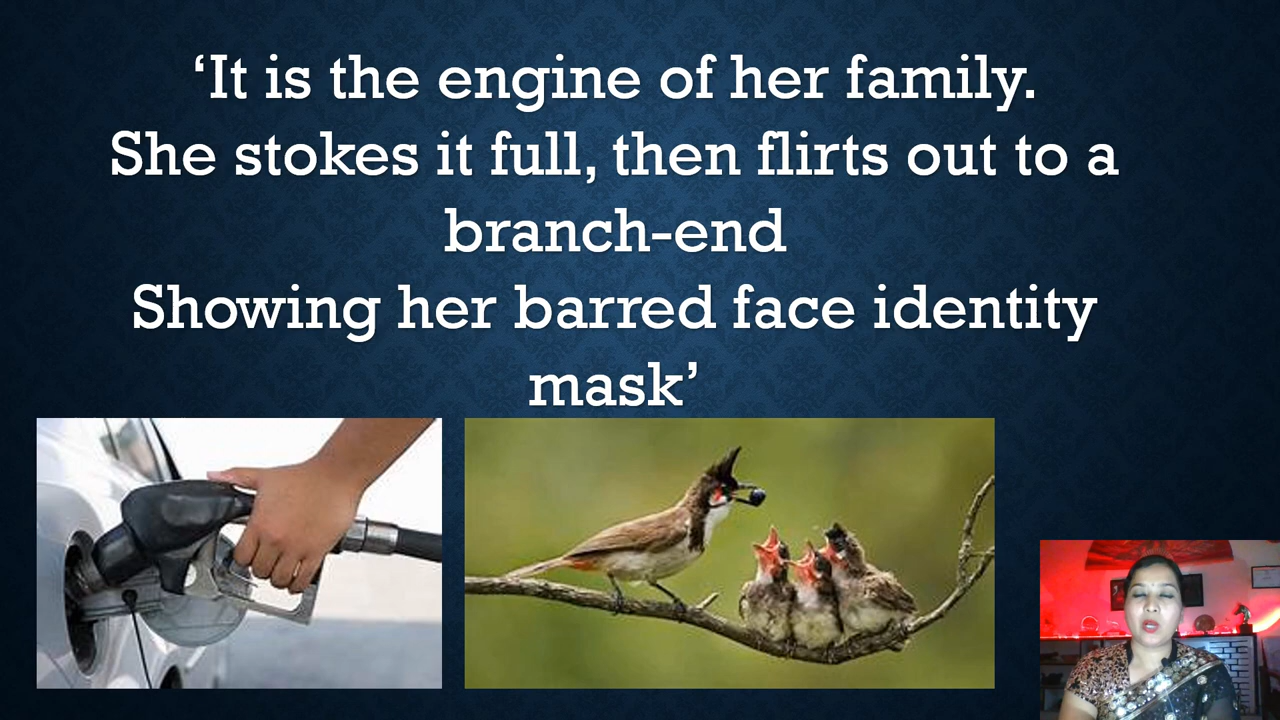 ‘It is the engine of her family.
She stokes it full, then flirts out to a
branch-end
Showing her barred face identity
mask’